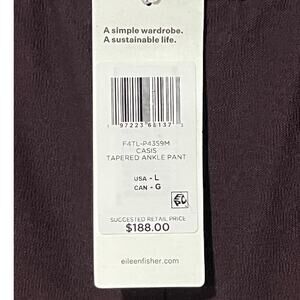 A simple wardrobe.
A sustainable life.
F4TL-P4359M
CASIS
TAPERED ANKLE PANT
USA - L
CAN - G
SUGGESTED RETAIL PRICE
$188.00
eileenfisher.com